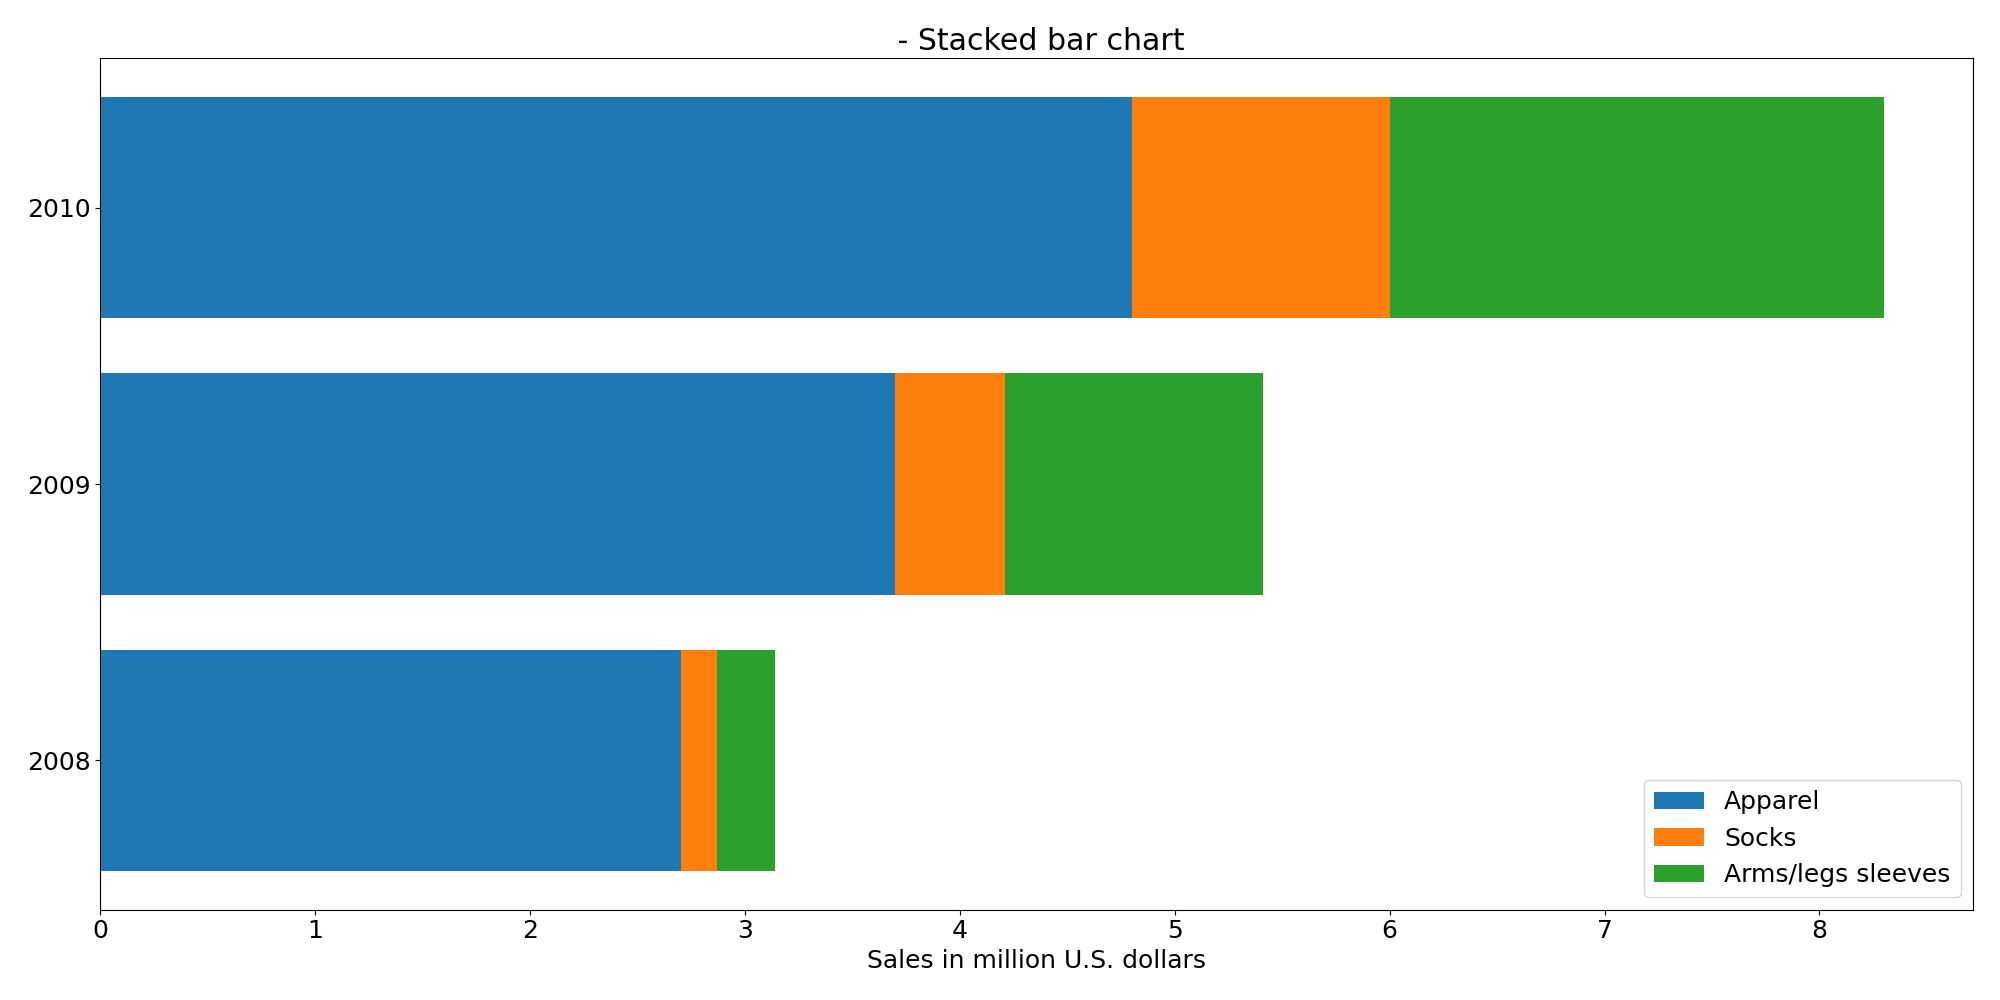 - Stacked bar chart
2010
2009
2008
Apparel
Socks
Arms/legs sleeves
0 1 2 3 4 5 6 7 8
Sales in million U.S. dollars